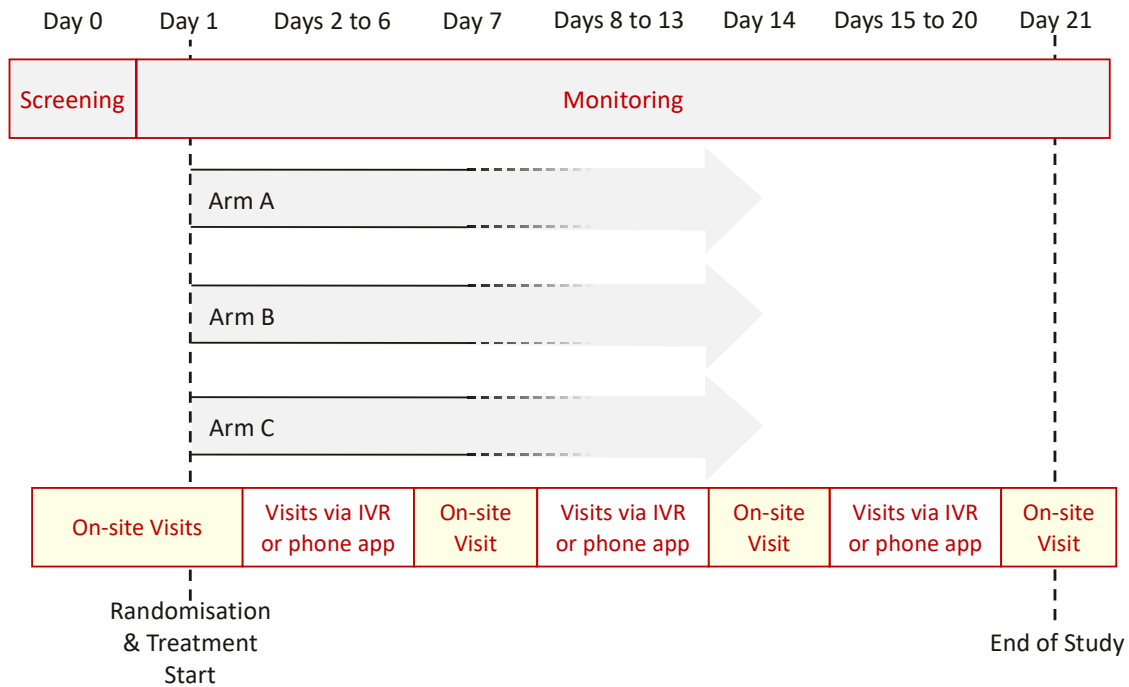 Day 0 Day 1 Days 2 to 6 Day 7 Days 8 to 13 Day 14 Days 15 to 20 Day 21
Screening Monitoring
Arm A
Arm B
Arm C
On-site Visits
Visits via IVR
or phone app
On-site
Visit
Visits via IVR
or phone app
On-site
Visit
Visits via IVR
or phone app
On-site
Visit
Randomisation
& Treatment
Start
End of Study